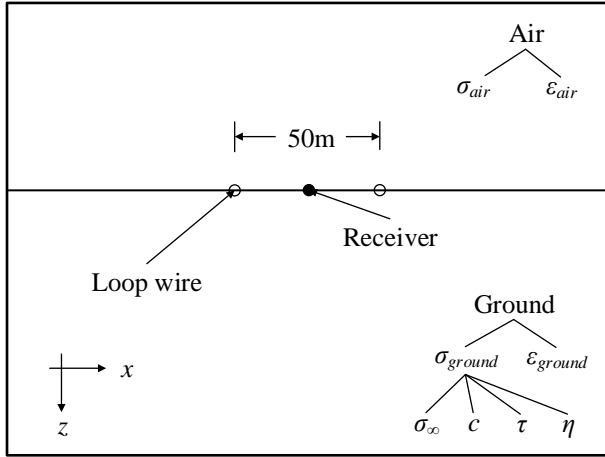 Air
σ_air ε_air
50m
Receiver
Loop wire
Ground
σ_ground ε_ground
x
z
σ_∞ c τ η